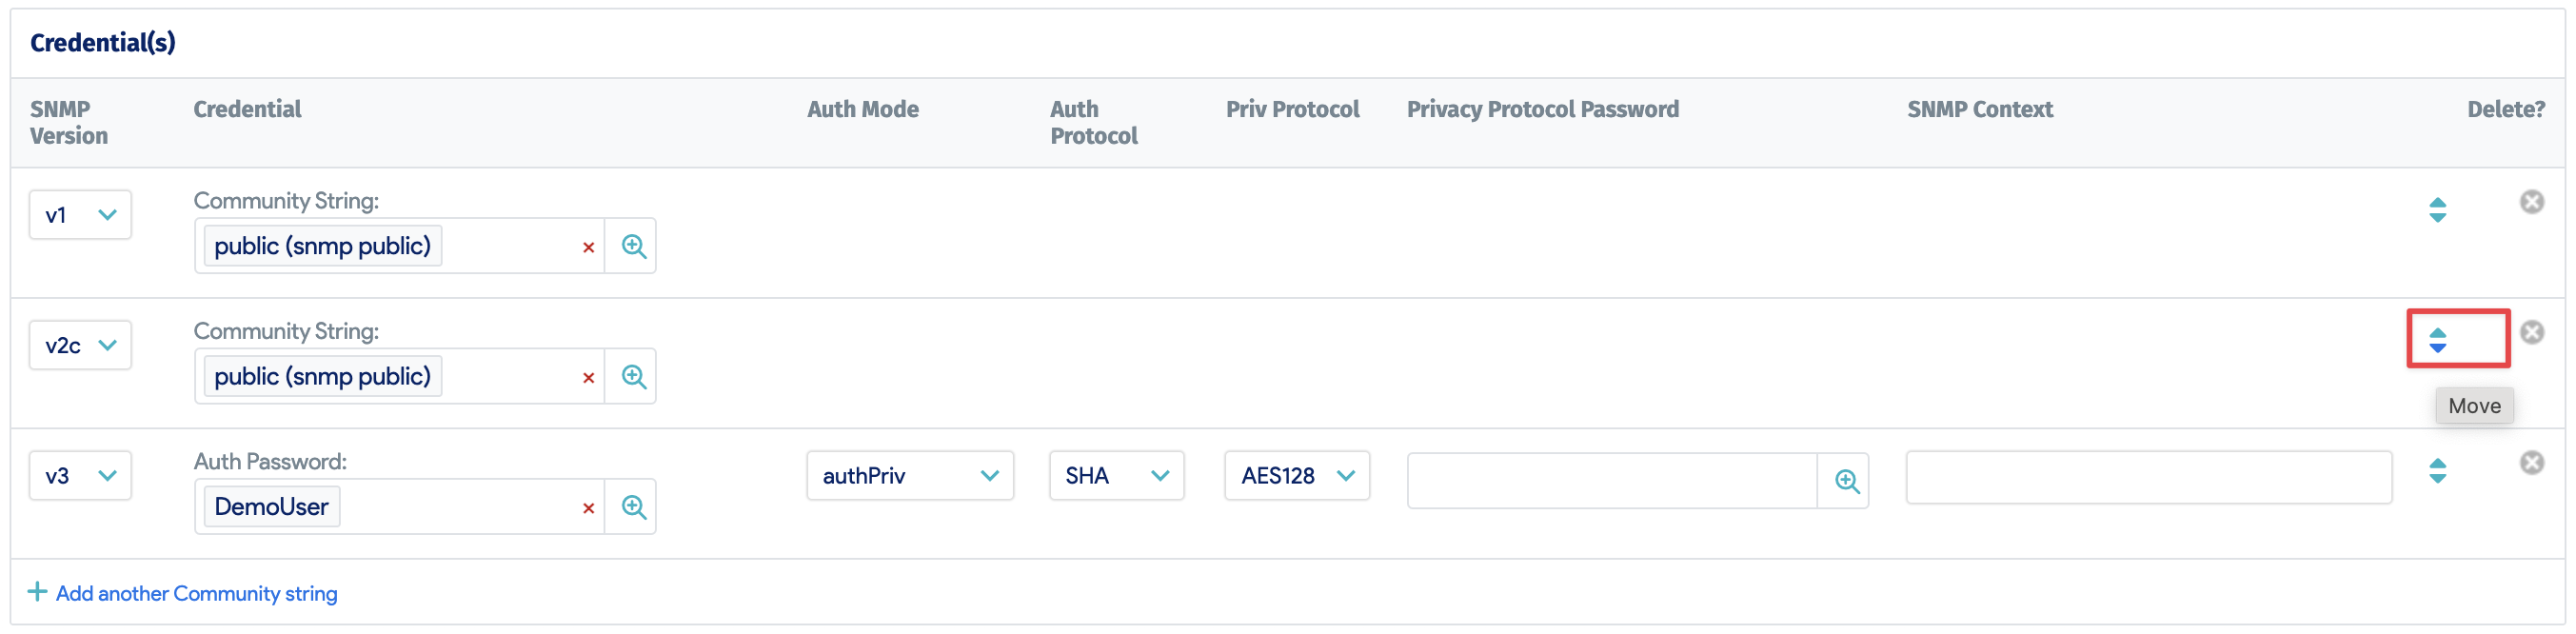 Credential(s)
SNMP Version
Credential
Auth Mode
Auth Protocol
Priv Protocol
Privacy Protocol Password
SNMP Context
Delete?
v1
Community String:
public (snmp public)
v2c
Community String:
public (snmp public)
Move
v3
Auth Password:
DemoUser
authPriv
SHA
AES128
Add another Community string